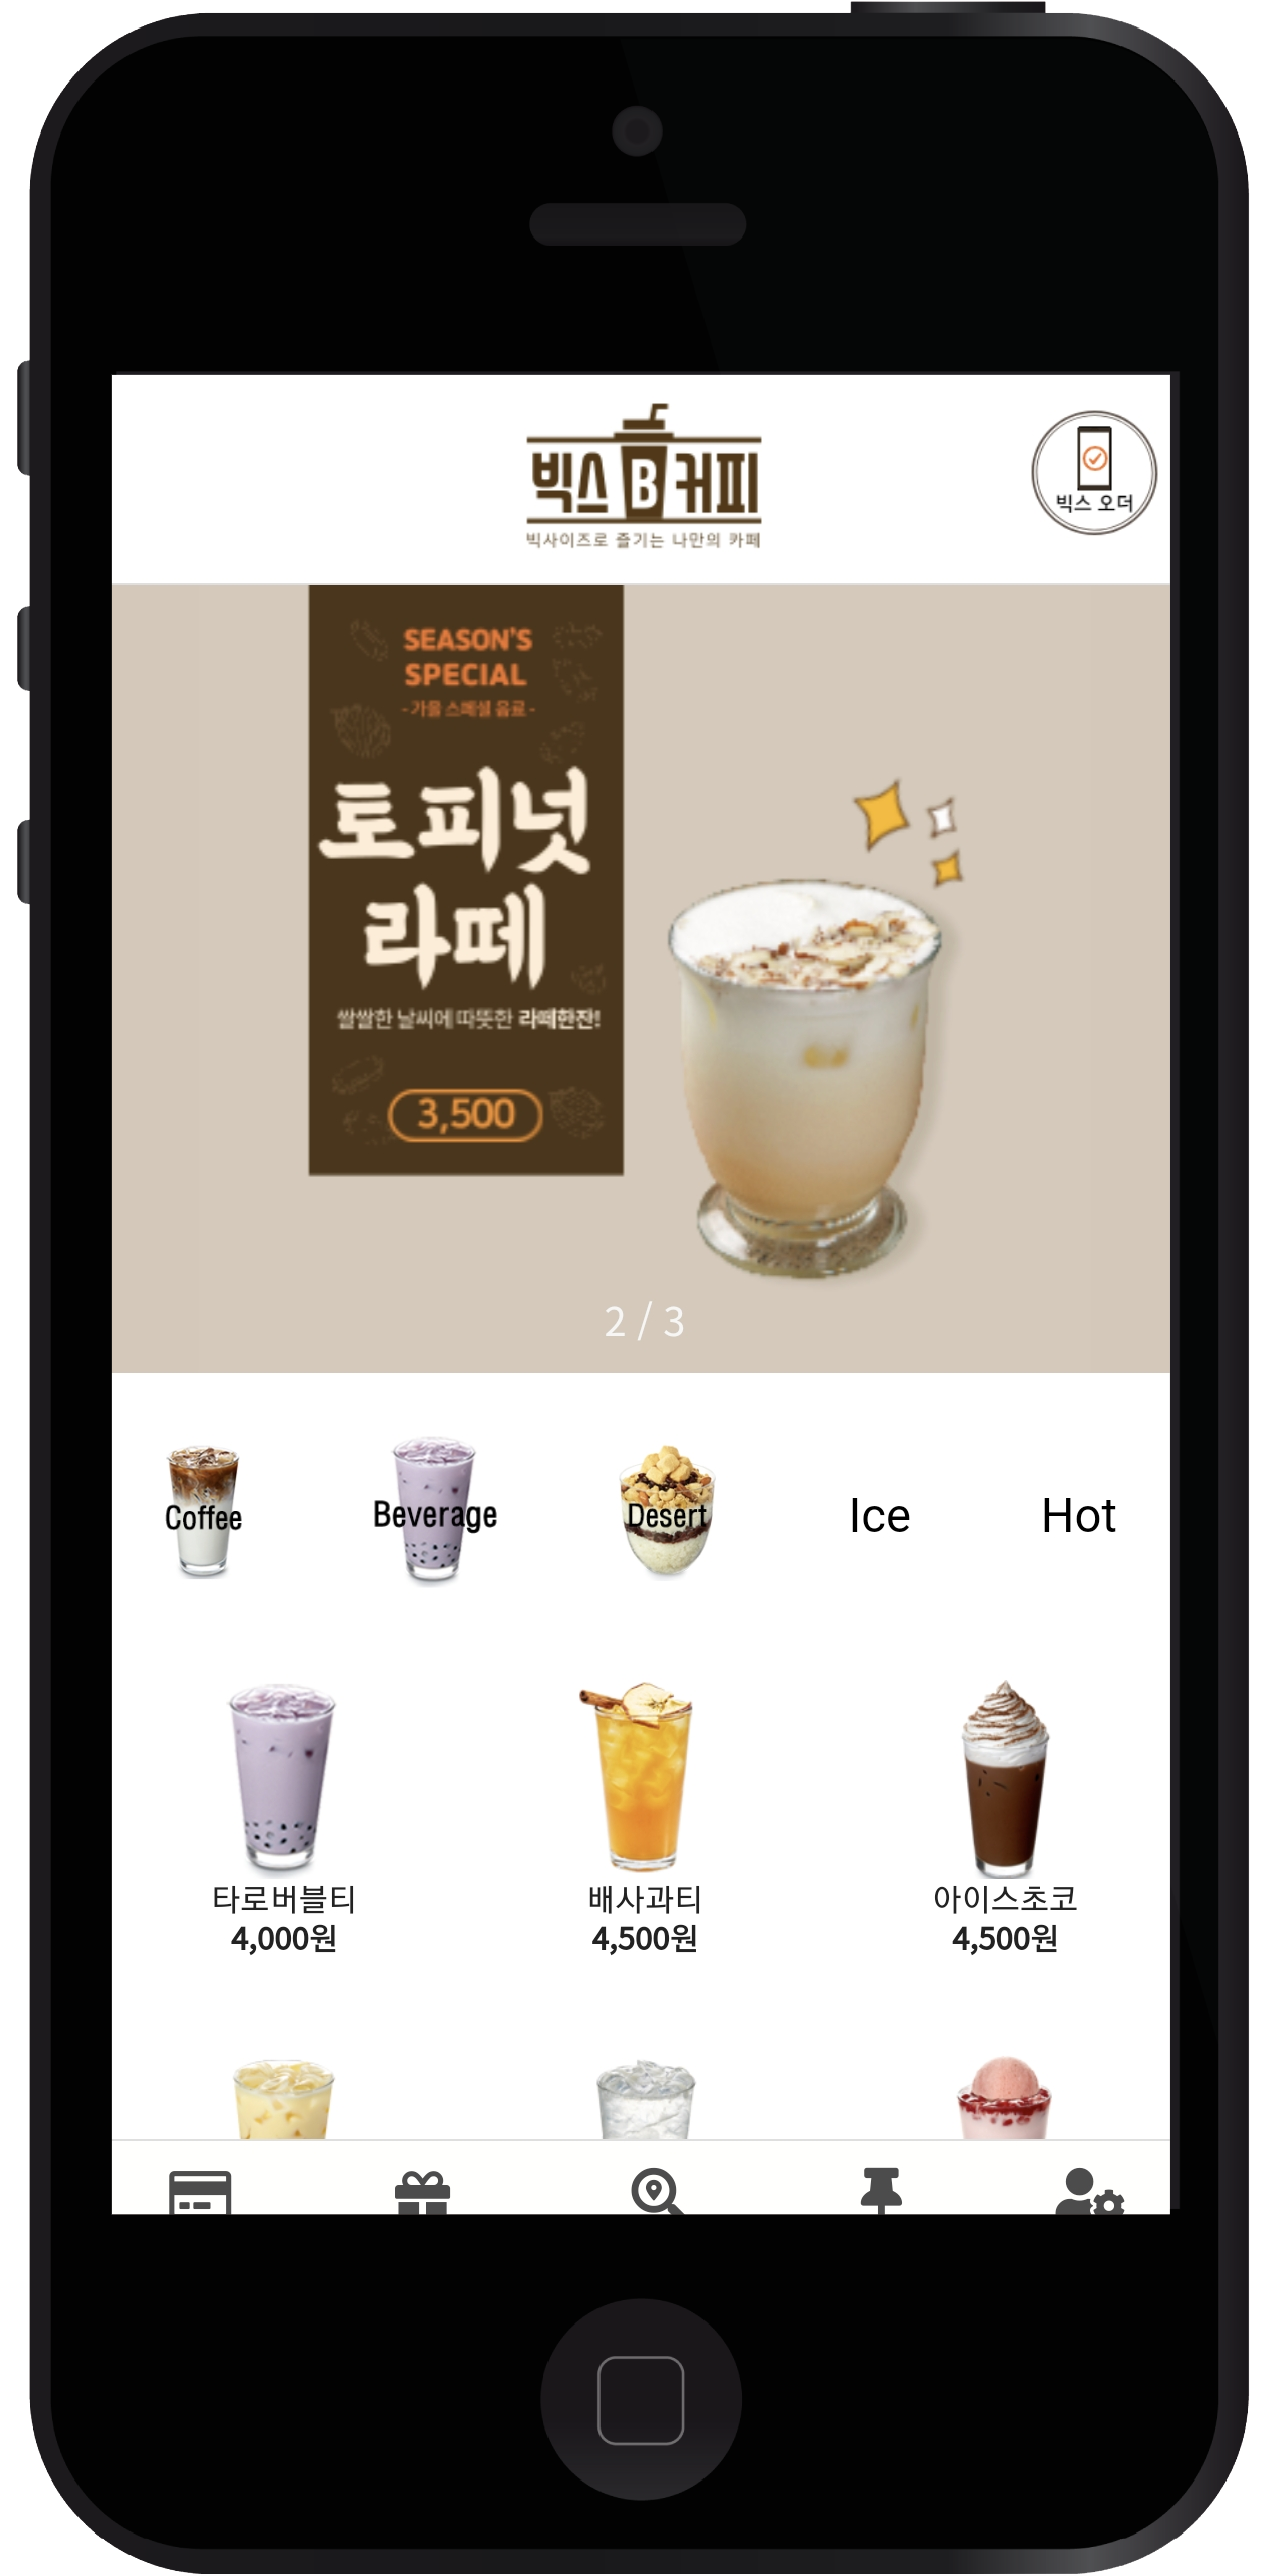 빅스 B 커피
빅사이즈로 즐기는 나만의 카페
빅스 오더
SEASON'S
SPECIAL
-가을 스페셜 음료-
토피넛
라떼
쌀쌀한 날씨에 따뜻한 라떼한잔!
3,500
2 / 3
Coffee Beverage Desert Ice Hot
타로버블티 배사과티 아이스초코
4,000원 4,500원 4,500원